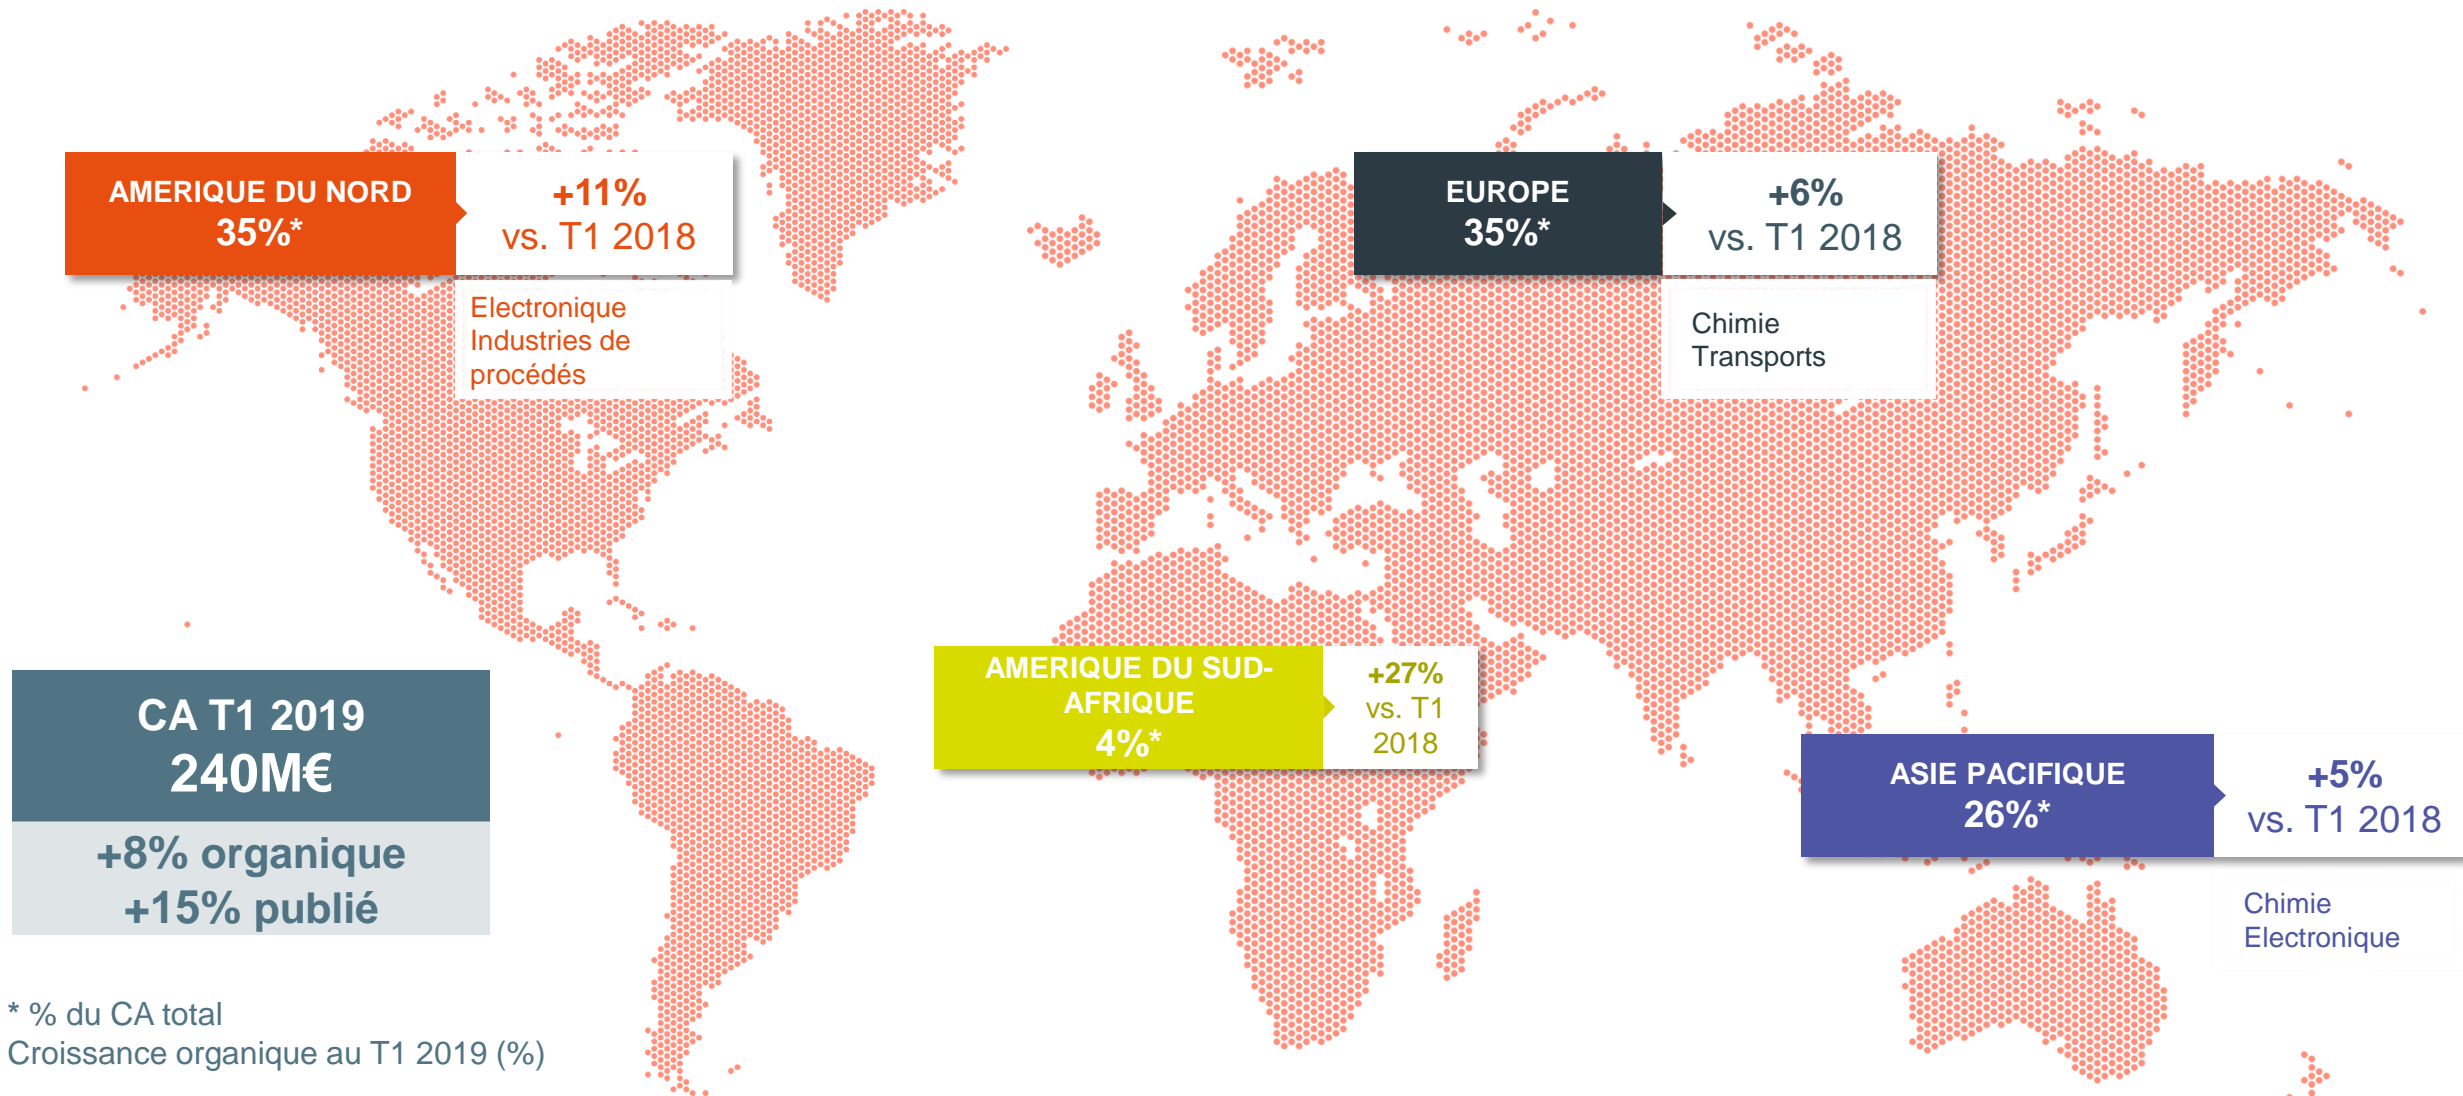 AMERIQUE DU NORD
35%*
+11%
vs. T1 2018
Electronique
Industries de
procédés
EUROPE
35%*
+6%
vs. T1 2018
Chimie
Transports
AMERIQUE DU SUD-
AFRIQUE
4%*
+27%
vs. T1
2018
CA T1 2019
240M€
+8% organique
+15% publié
ASIE PACIFIQUE
26%*
+5%
vs. T1 2018
Chimie
Electronique
* % du CA total
Croissance organique au T1 2019 (%)